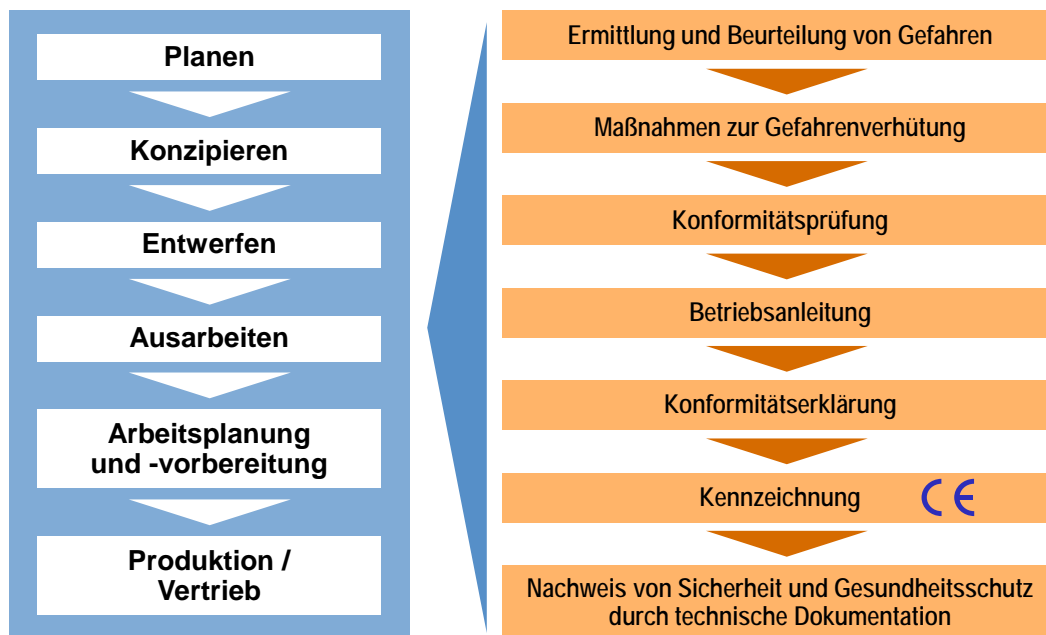 Planen
Konzipieren
Entwerfen
Ausarbeiten
Arbeitsplanung
und -vorbereitung
Produktion /
Vertrieb
Ermittlung und Beurteilung von Gefahren
Maßnahmen zur Gefahrenverhütung
Konformitätsprüfung
Betriebsanleitung
Konformitätserklärung
Kennzeichnung CE
Nachweis von Sicherheit und Gesundheitsschutz
durch technische Dokumentation